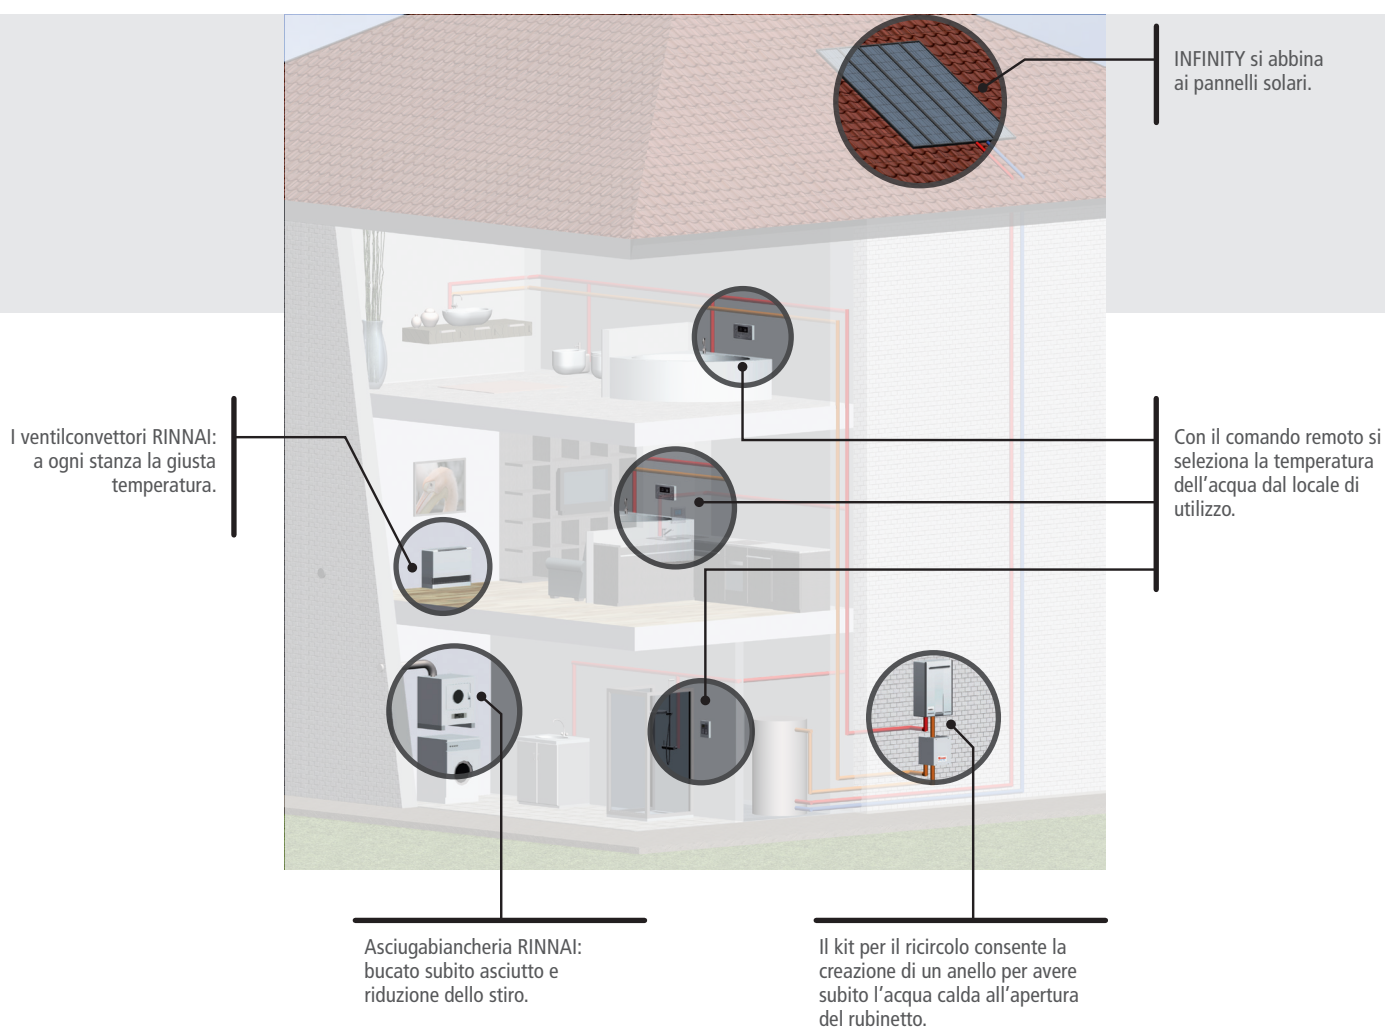 INFINITY si abbina
ai pannelli solari.
I ventilconvettori RINNAI:
a ogni stanza la giusta
temperatura.
Con il comando remoto si
seleziona la temperatura
dell’acqua dal locale di
utilizzo.
Asciugabiancheria RINNAI:
bucato subito asciutto e
riduzione dello stiro.
Il kit per il ricircolo consente la
creazione di un anello per avere
subito l’acqua calda all’apertura
del rubinetto.